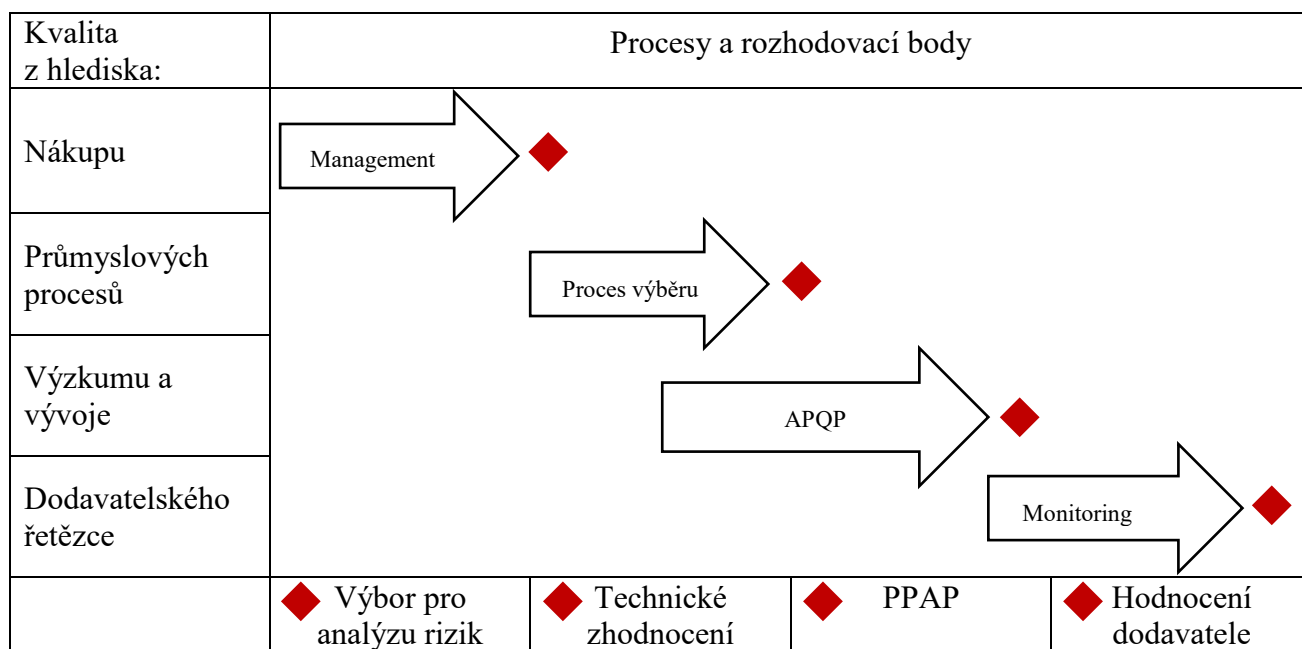 Kvalita
z hlediska:
Procesy a rozhodovací body
Nákupu
Management
Průmyslových
procesů
Proces výběru
Výzkumu a
vývoje
APQP
Dodavatelského
řetězce
Monitoring
Výbor pro
analýzu rizik
Technické
zhodnocení
PPAP
Hodnocení
dodavatele